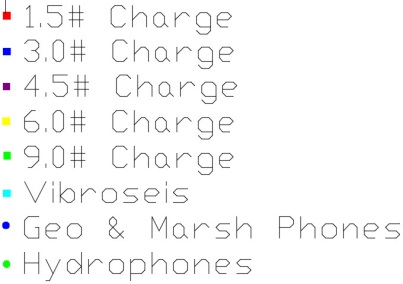 1.5# Charge
3.0# Charge
4.5# Charge
6.0# Charge
9.0# Charge
Vibroseis
Geo & Marsh Phones
Hydrophones